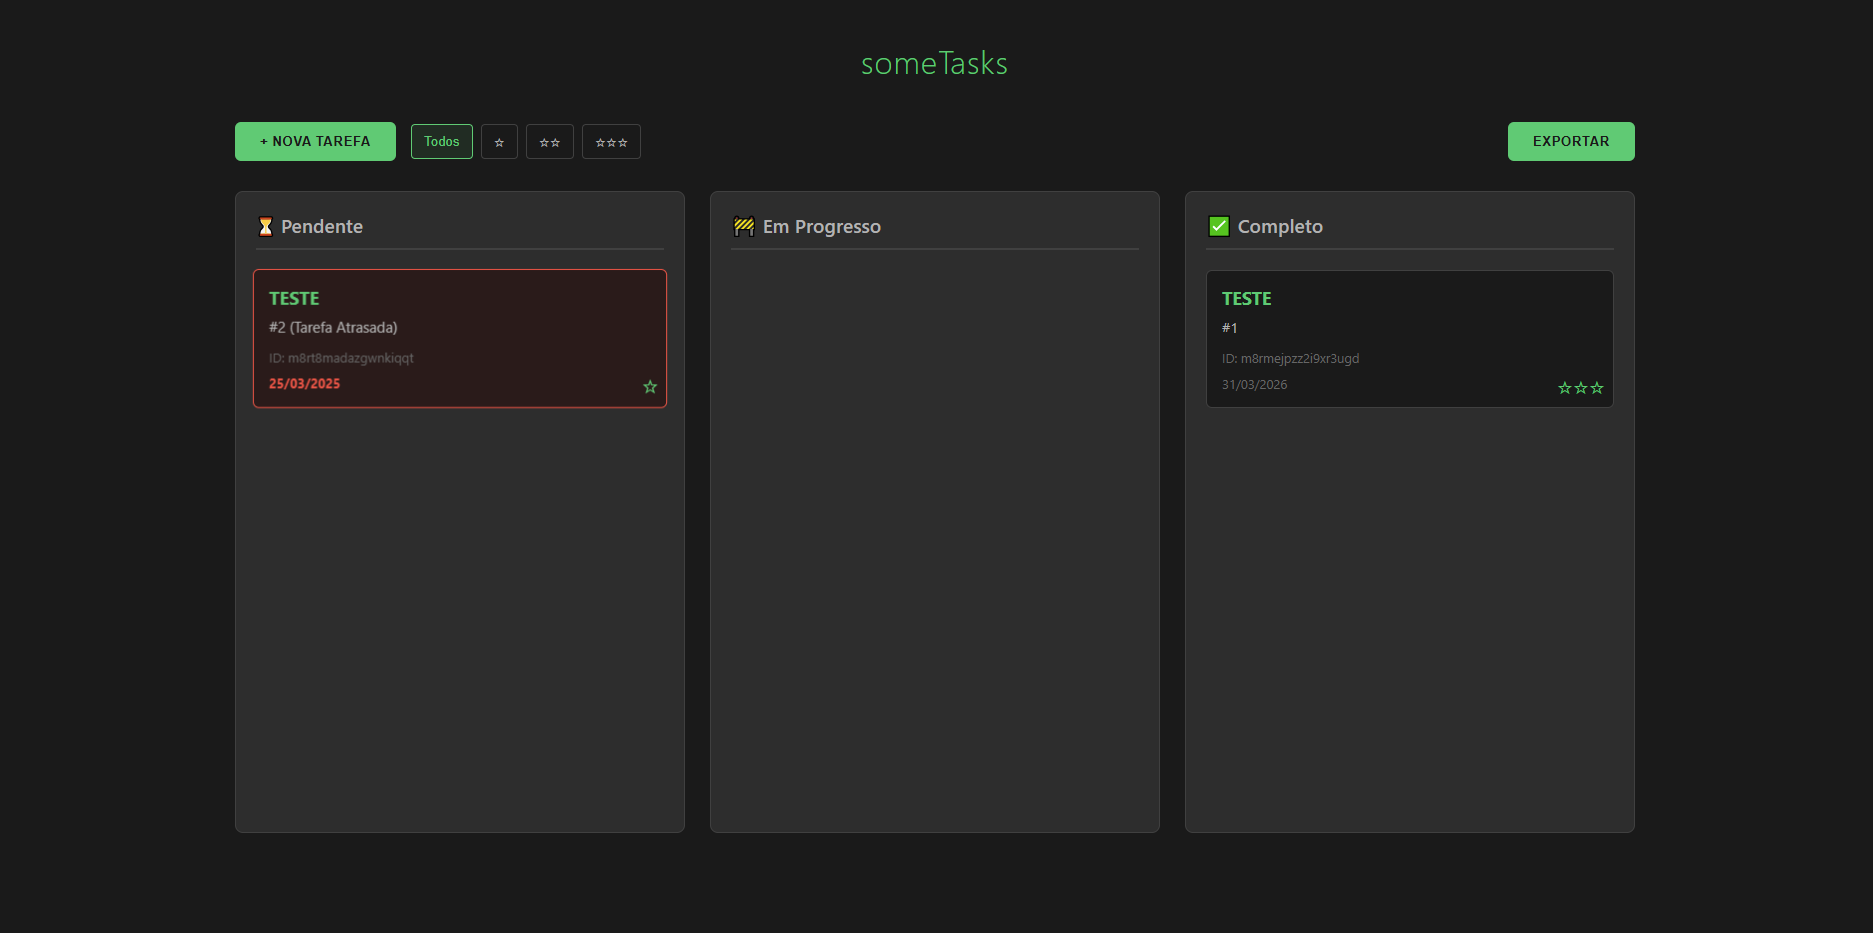 someTasks
+ NOVA TAREFA
Todos
☆
☆☆
☆☆☆
EXPORTAR
⏳ Pendente
TESTE
#2 (Tarefa Atrasada)
ID: m8rt8madazgwnkiqqt
25/03/2025
☆
🚧 Em Progresso
✅ Completo
TESTE
#1
ID: m8rmejpzz2i9xr3ugd
31/03/2026
☆☆☆